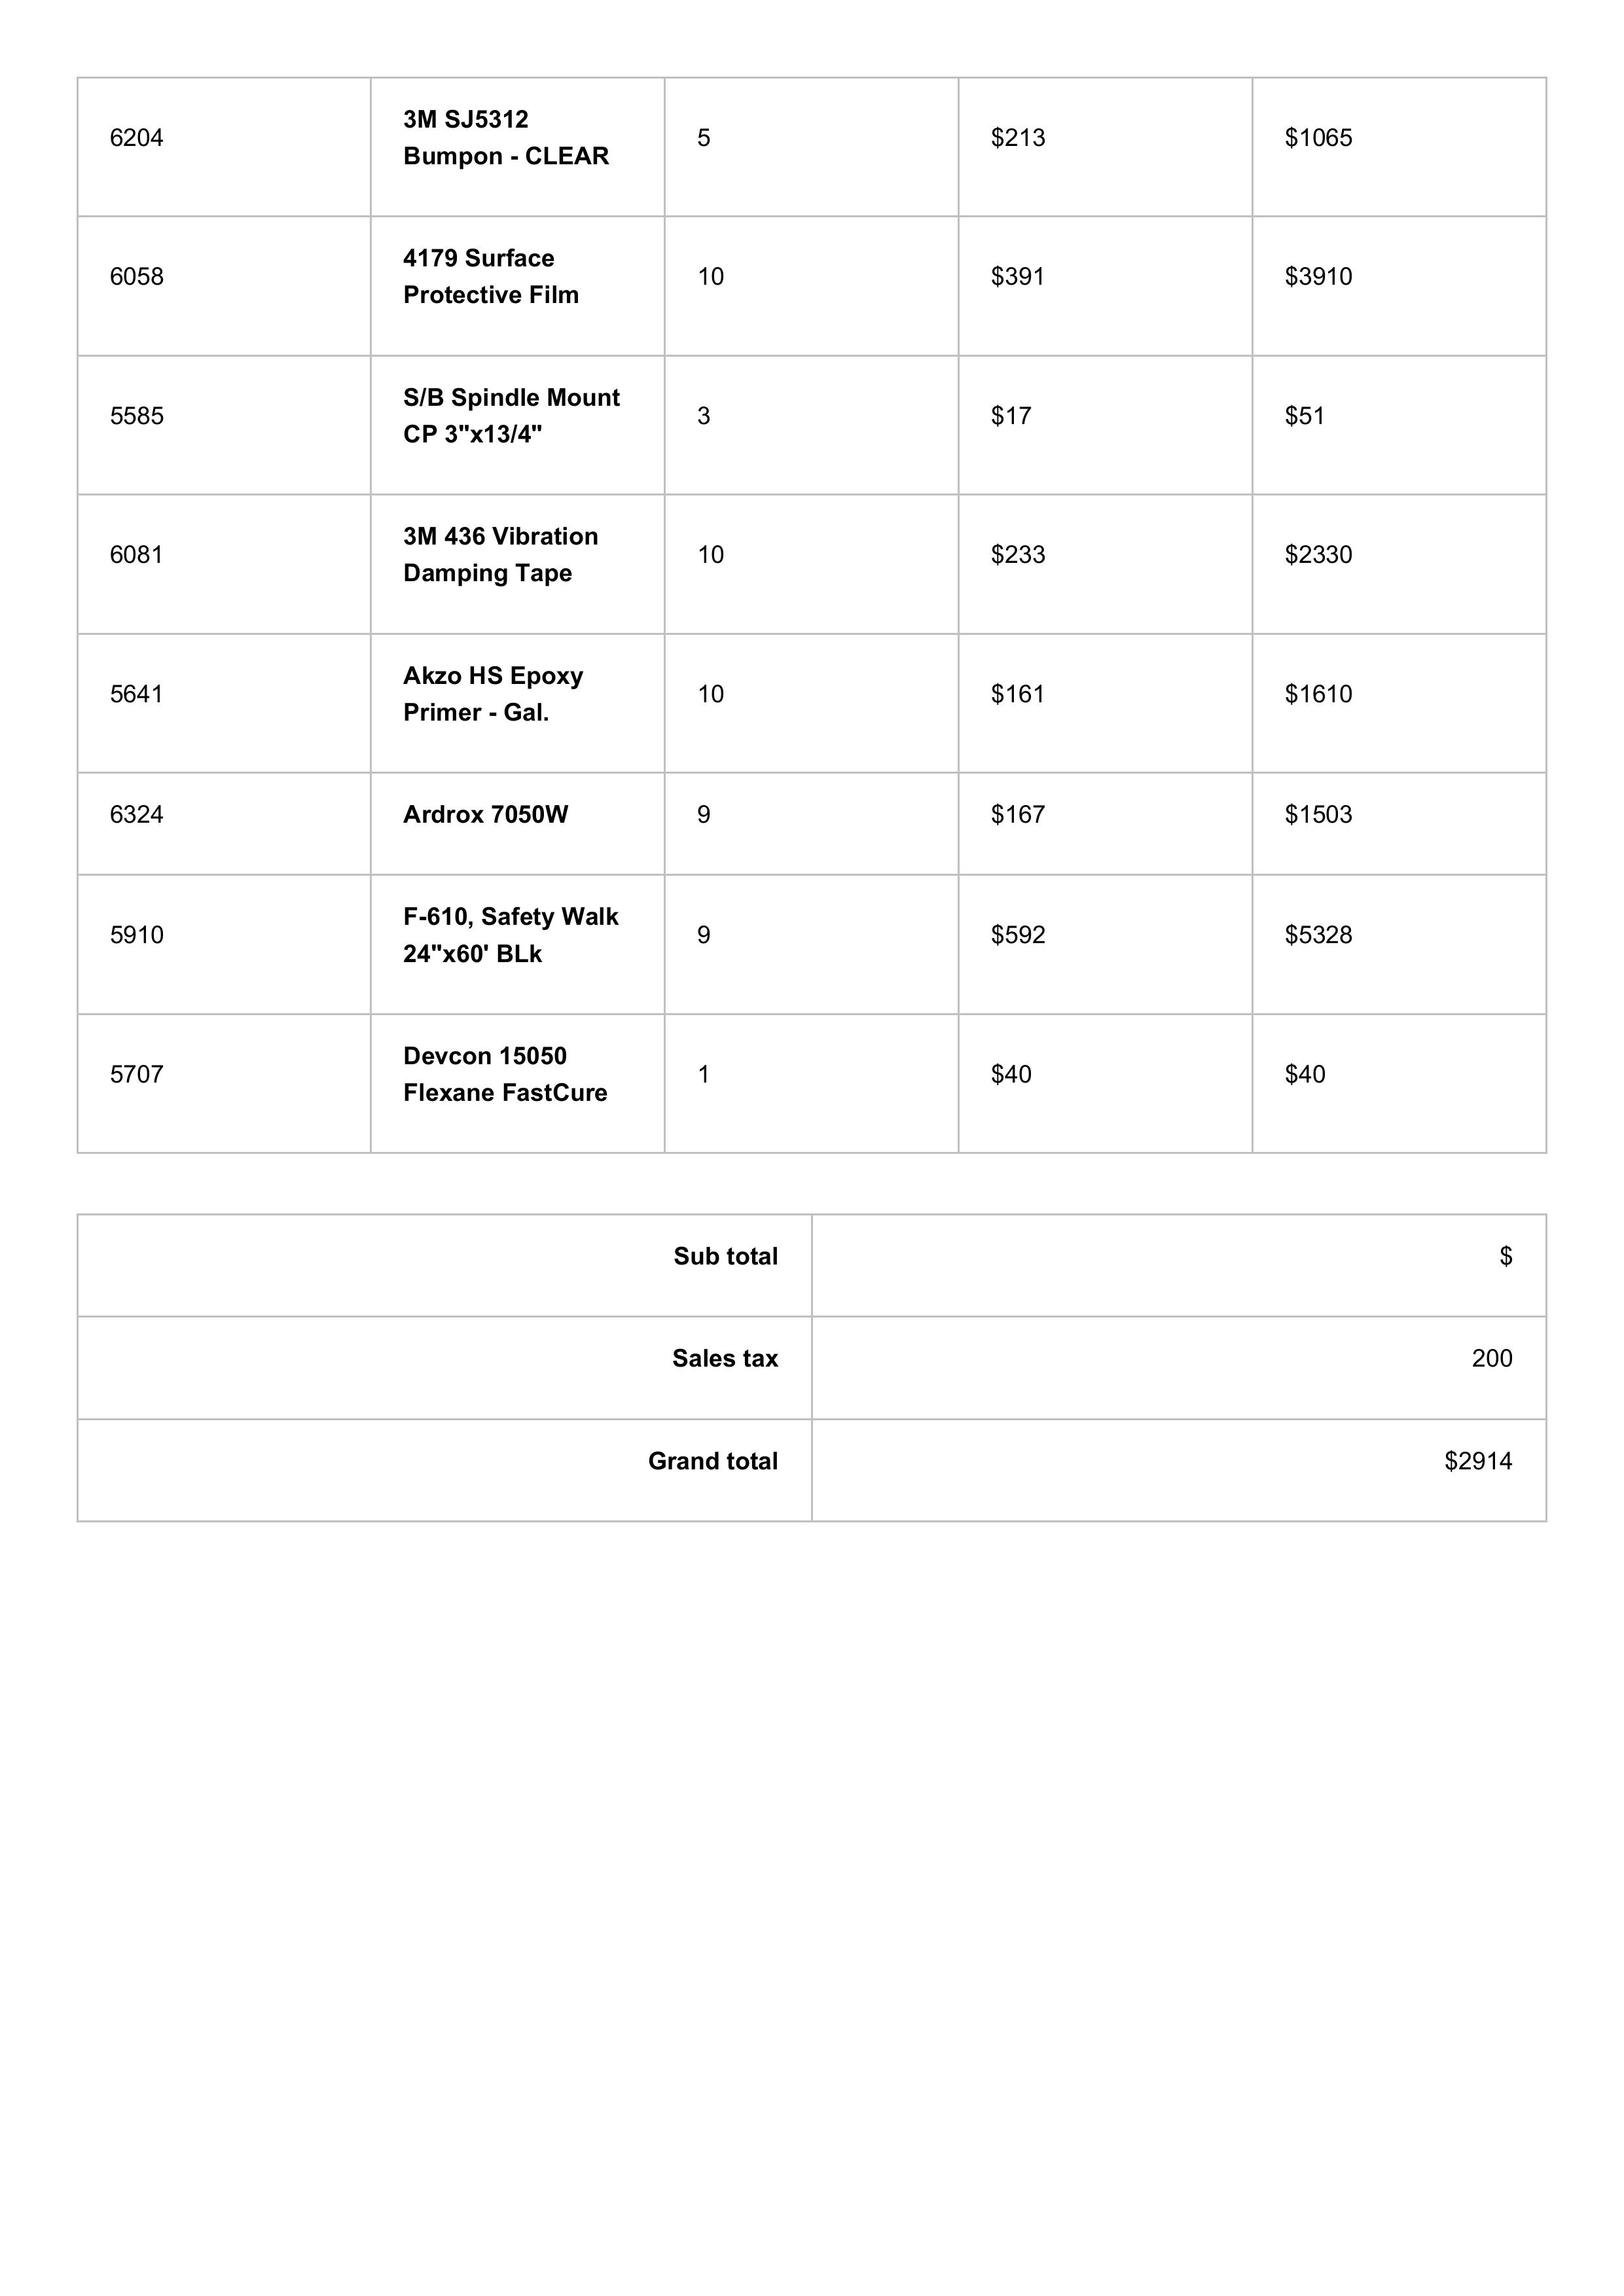 6204 3M SJ5312 5 $213 $1065
Bumpon - CLEAR
6058 4179 Surface 10 $391 $3910
Protective Film
5585 S/B Spindle Mount 3 $17 $51
CP 3"x13/4"
6081 3M 436 Vibration 10 $233 $2330
Damping Tape
5641 Akzo HS Epoxy 10 $161 $1610
Primer - Gal.
6324 Ardrox 7050W 9 $167 $1503
5910 F-610, Safety Walk 9 $592 $5328
24"x60' BLk
5707 Devcon 15050 1 $40 $40
Flexane FastCure
Sub total $
Sales tax 200
Grand total $2914